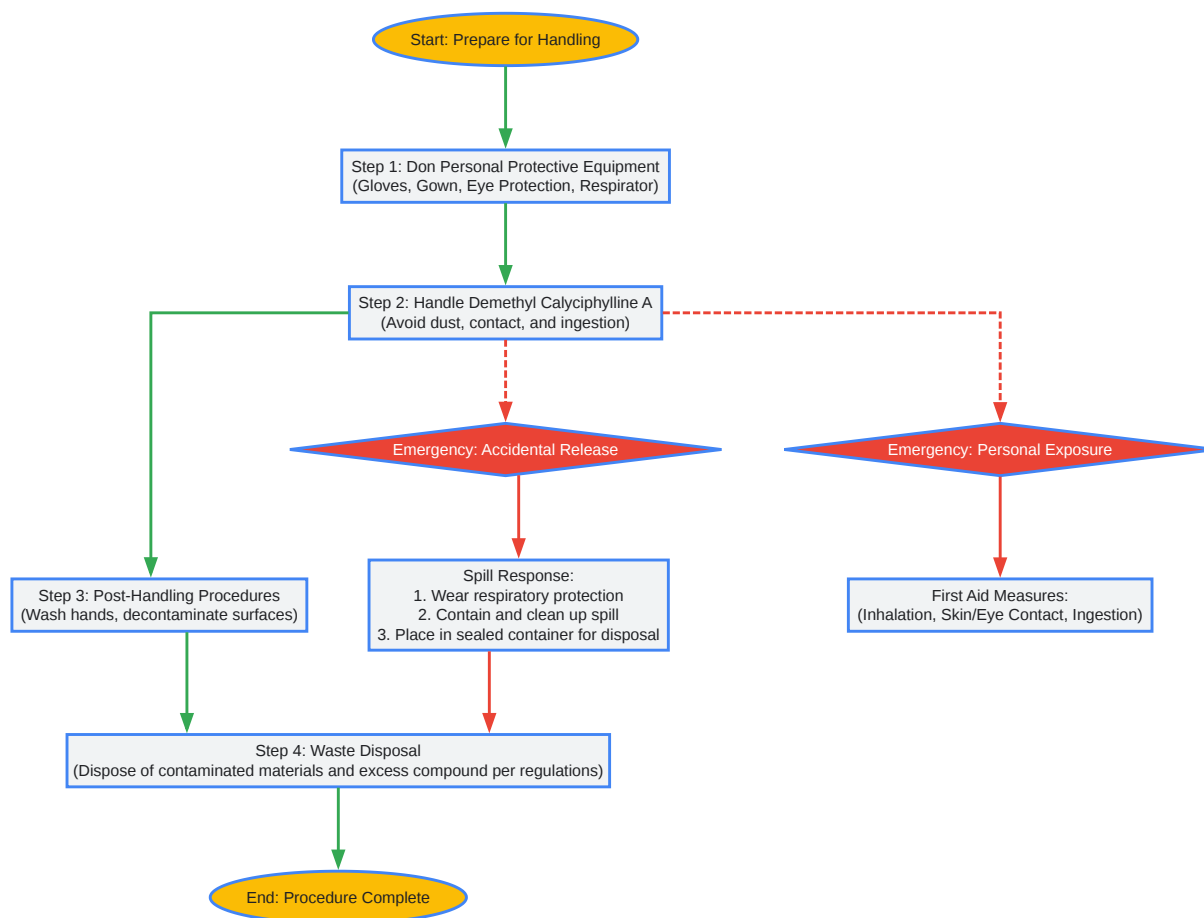 Start: Prepare for Handling
Step 1: Don Personal Protective Equipment
(Gloves, Gown, Eye Protection, Respirator)
Step 2: Handle Demethyl Calyciphylline A
(Avoid dust, contact, and ingestion)
Emergency: Accidental Release
Emergency: Personal Exposure
Step 3: Post-Handling Procedures
(Wash hands, decontaminate surfaces)
Spill Response:
1. Wear respiratory protection
2. Contain and clean up spill
3. Place in sealed container for disposal
First Aid Measures:
(Inhalation, Skin/Eye Contact, Ingestion)
Step 4: Waste Disposal
(Dispose of contaminated materials and excess compound per regulations)
End: Procedure Complete